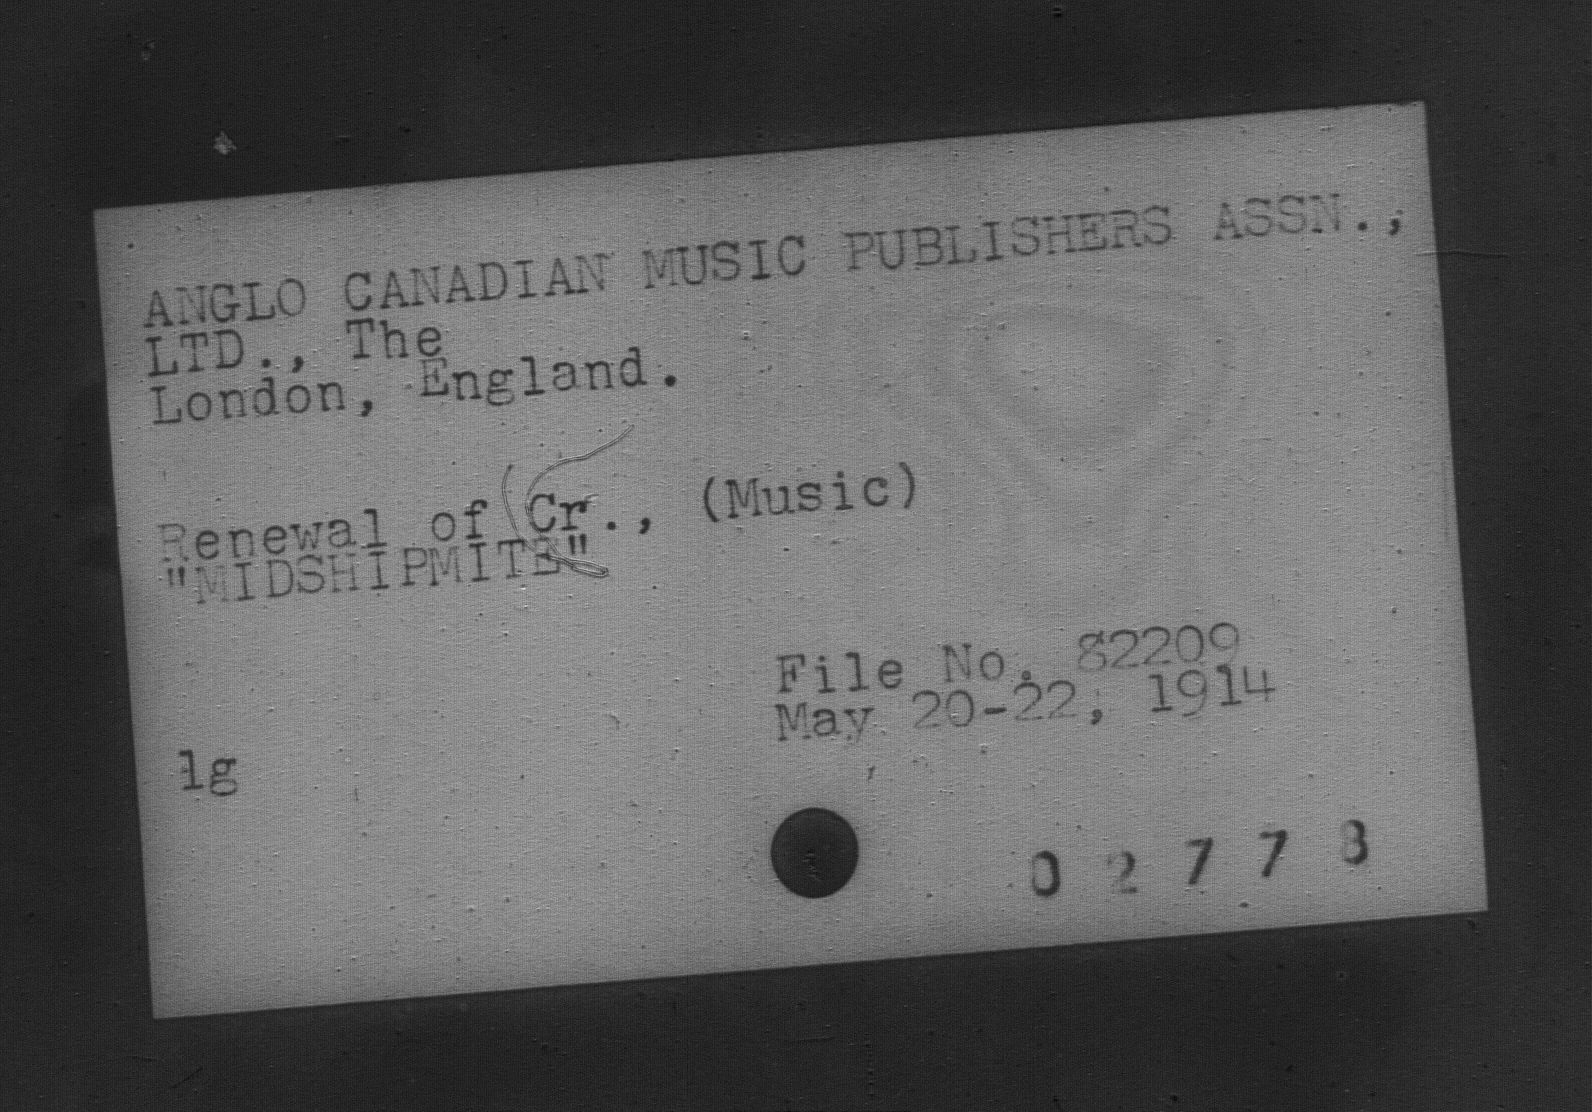 ANGLO CANADIAN MUSIC PUBLISHERS ASSN.,
LTD., The
London, England.
Renewal of Cr., (Music)
"MIDSHIPMITE"
File No. 82209
May 20-22, 1914
lg
0 2 7 7 8